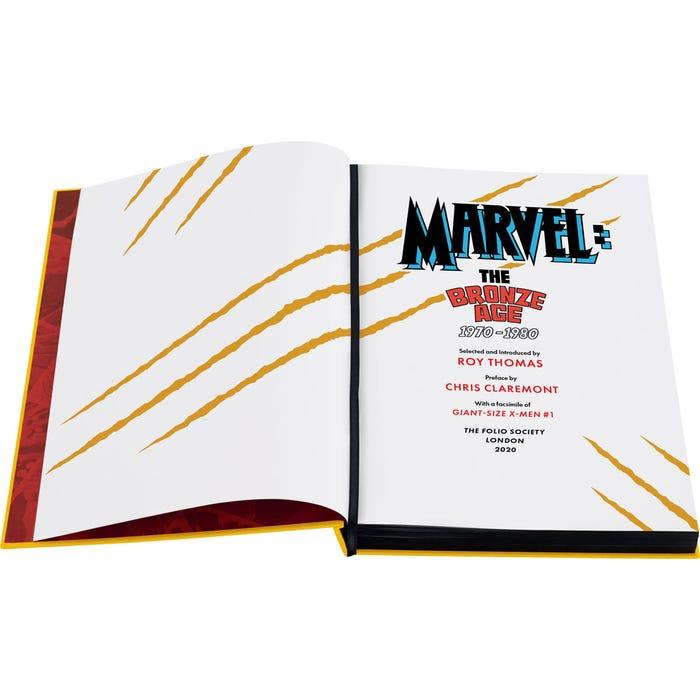 MARVEL:
THE
BRONZE
AGE
1970-1980
Selected and Introduced by
ROY THOMAS
Preface by
CHRIS CLAREMONT
With a facsimile of
GIANT-SIZE X-MEN #1
THE FOLIO SOCIETY
LONDON
2020